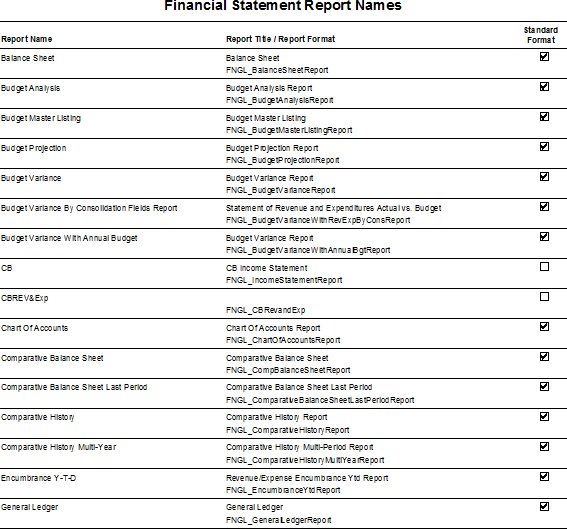 Financial Statement Report Names
Standard
Report Name Report Title / Report Format Format
Balance Sheet Balance Sheet
FNGL_BalanceSheetReport
Budget Analysis Budget Analysis Report
FNGL_BudgetAnalysisReport
Budget Master Listing Budget Master Listing
FNGL_BudgetMasterListingReport
Budget Projection Budget Projection Report
FNGL_BudgetProjectionReport
Budget Variance Budget Variance Report
FNGL_BudgetVarianceReport
Budget Variance By Consolidation Fields Report Statement of Revenue and Expenditures Actual vs. Budget
FNGL_BudgetVarianceWithRevExpByConsReport
Budget Variance With Annual Budget Budget Variance Report
FNGL_BudgetVarianceWithAnnualBgtReport
CB CB Income Statement
FNGL_IncomeStatementReport
CBREV&Exp
FNGL_CBRevandExp
Chart Of Accounts Chart Of Accounts Report
FNGL_ChartOfAccountsReport
Comparative Balance Sheet Comparative Balance Sheet
FNGL_CompBalanceSheetReport
Comparative Balance Sheet Last Period Comparative Balance Sheet Last Period
FNGL_ComparativeBalanceSheetLastPeriodReport
Comparative History Comparative History Report
FNGL_ComparativeHistoryReport
Comparative History Multi-Year Comparative History Multi-Period Report
FNGL_ComparativeHistoryMultiYearReport
Encumbrance Y-T-D Revenue/Expense Encumbrance Ytd Report
FNGL_EncumbranceYtdReport
General Ledger General Ledger
FNGL_GeneralLedgerReport